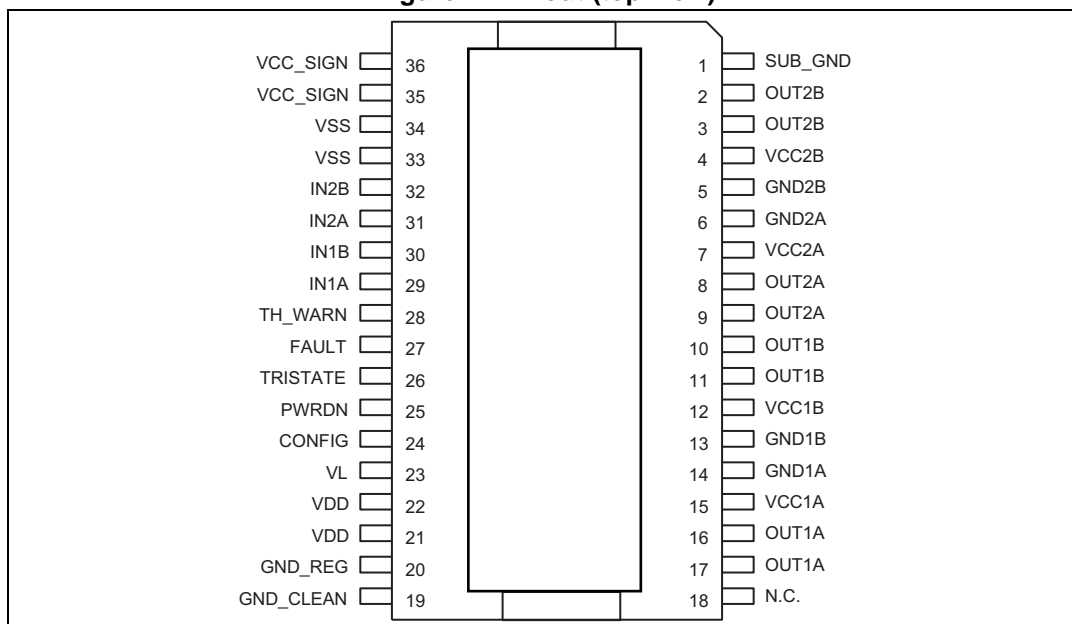 VCC_SIGN 36 1 SUB_GND
VCC_SIGN 35 2 OUT2B
VSS 34 3 OUT2B
VSS 33 4 VCC2B
IN2B 32 5 GND2B
IN2A 31 6 GND2A
IN1B 30 7 VCC2A
IN1A 29 8 OUT2A
TH_WARN 28 9 OUT2A
FAULT 27 10 OUT1B
TRISTATE 26 11 OUT1B
PWRDN 25 12 VCC1B
CONFIG 24 13 GND1B
VL 23 14 GND1A
VDD 22 15 VCC1A
VDD 21 16 OUT1A
GND_REG 20 17 OUT1A
GND_CLEAN 19 18 N.C.